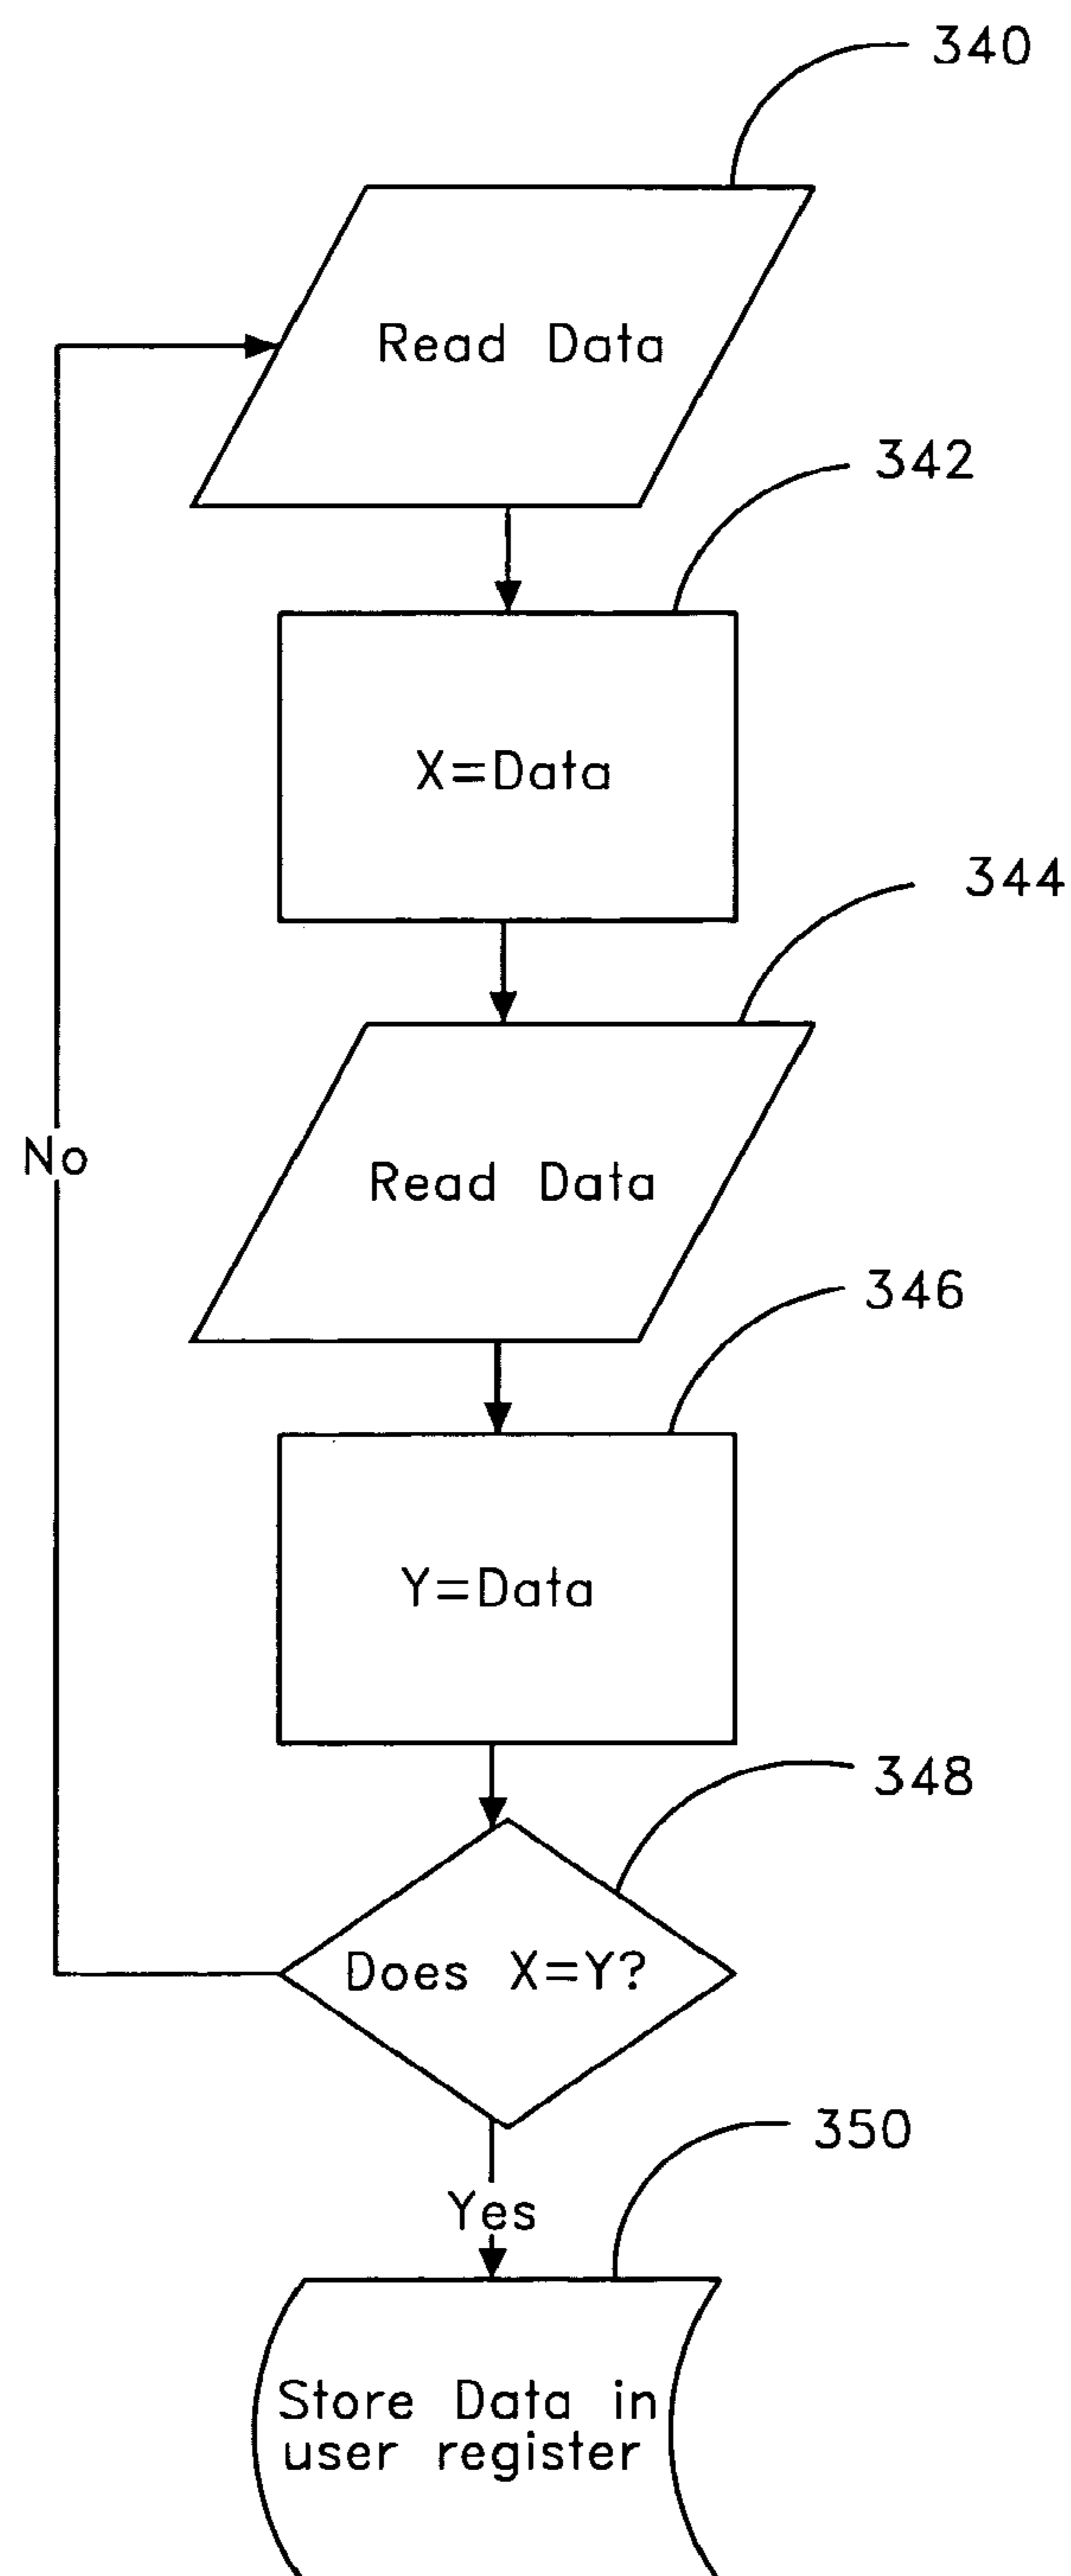 340
Read Data
342
X=Data
344
Read Data
No
346
Y=Data
348
Does X=Y?
350
Yes
Store Data in
user register